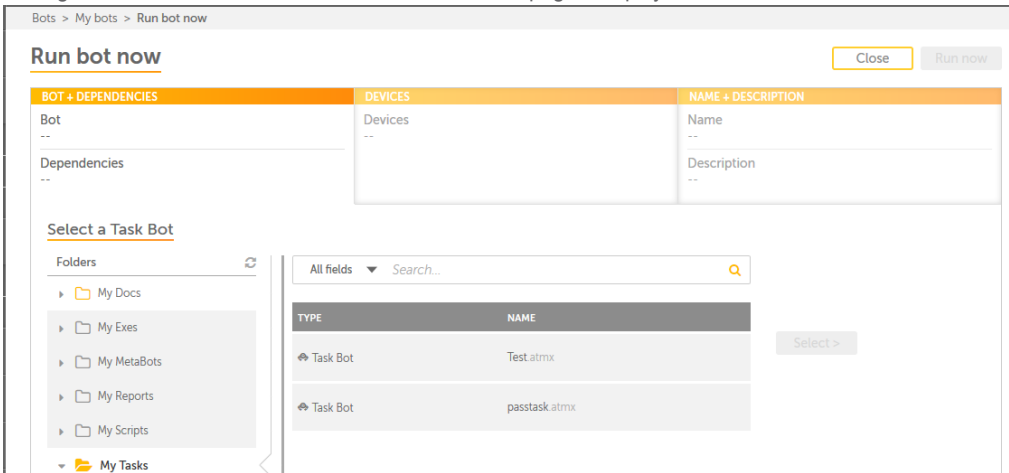 Bots > My bots > Run bot now
Run bot now
Close
Run now
BOT + DEPENDENCIES
DEVICES
NAME + DESCRIPTION
Bot
--
Devices
--
Name
--
Dependencies
--
Description
--
Select a Task Bot
Folders
All fields Search...
My Docs
My Exes
My MetaBots
My Reports
My Scripts
My Tasks
TYPE NAME
Task Bot Test.atmx
Task Bot passtask.atmx
Select >